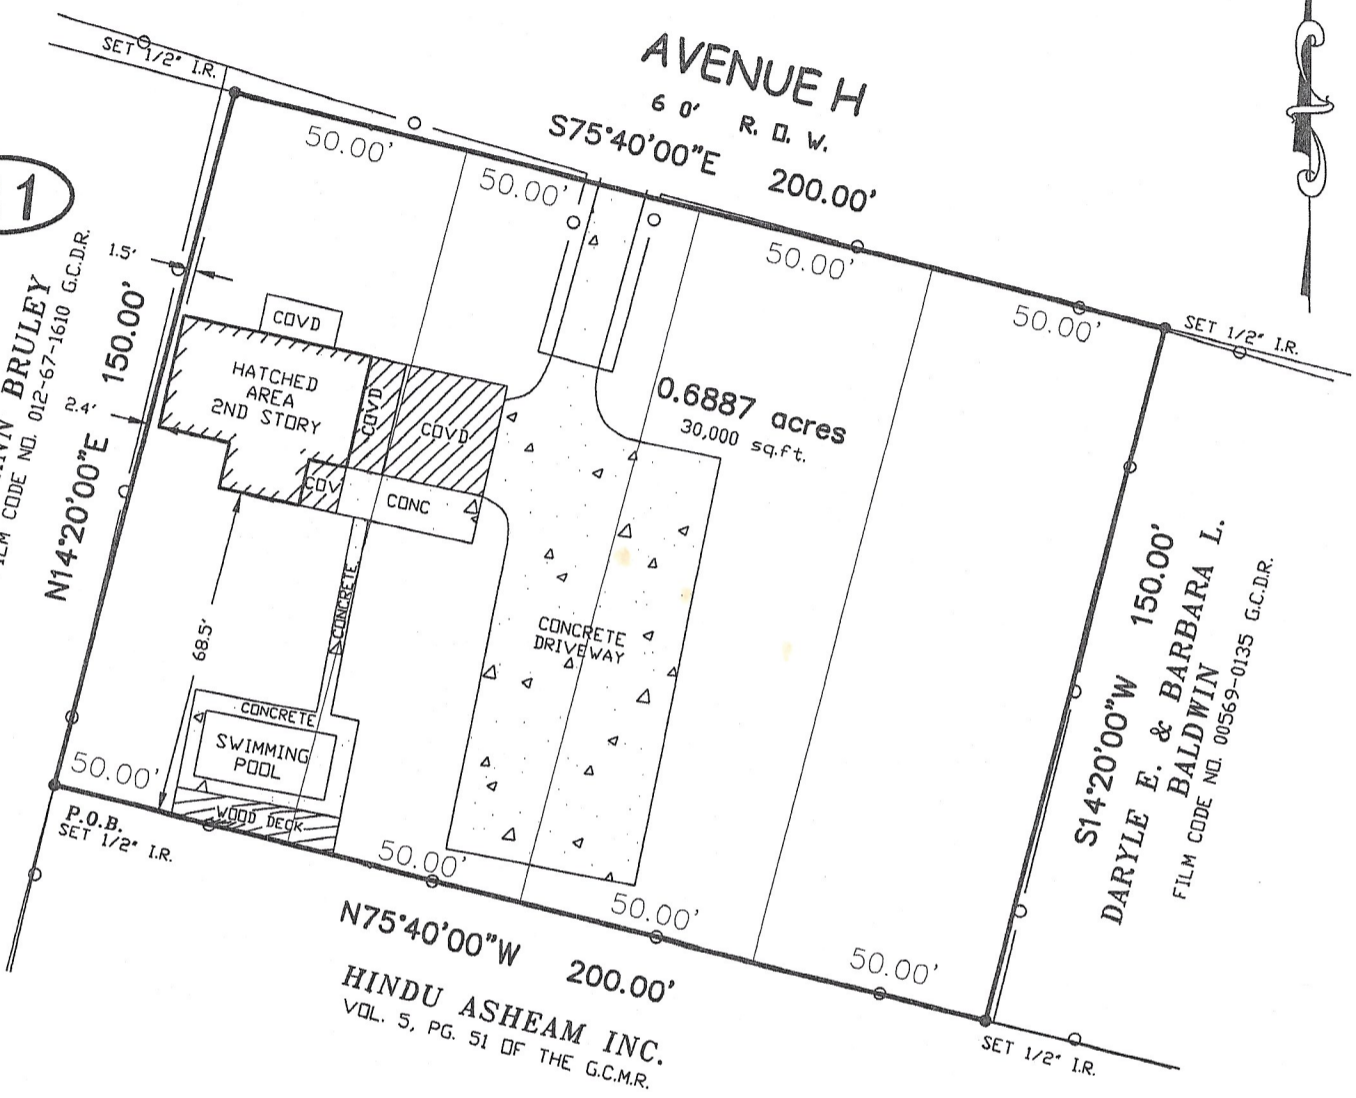 AVENUE H
60' R.O.W.
S75°40'00"E 200.00'
SET 1/2" I.R.
50.00'
50.00'
50.00'
50.00'
SET 1/2" I.R.
1
BRULEY
CODE NO. 012-67-1610 G.C.D.R.
N14°20'00"E 150.00'
1.5'
2.4'
COVD
HATCHED
AREA
2ND STORY
COVD
COVD
COV
CONC
0.6887 acres
30,000 sq.ft.
CONCRETE
68.5'
CONCRETE
DRIVEWAY
CONCRETE
SWIMMING
POOL
WOOD DECK
S14°20'00"W 150.00'
DARYLE E. & BARBARA L.
BALDWIN
FILM CODE NO. 00569-0135 G.C.D.R.
50.00'
50.00'
50.00'
50.00'
P.O.B.
SET 1/2" I.R.
N75°40'00"W 200.00'
HINDU ASHEAM INC.
VOL. 5, PG. 51 OF THE G.C.M.R.
SET 1/2" I.R.